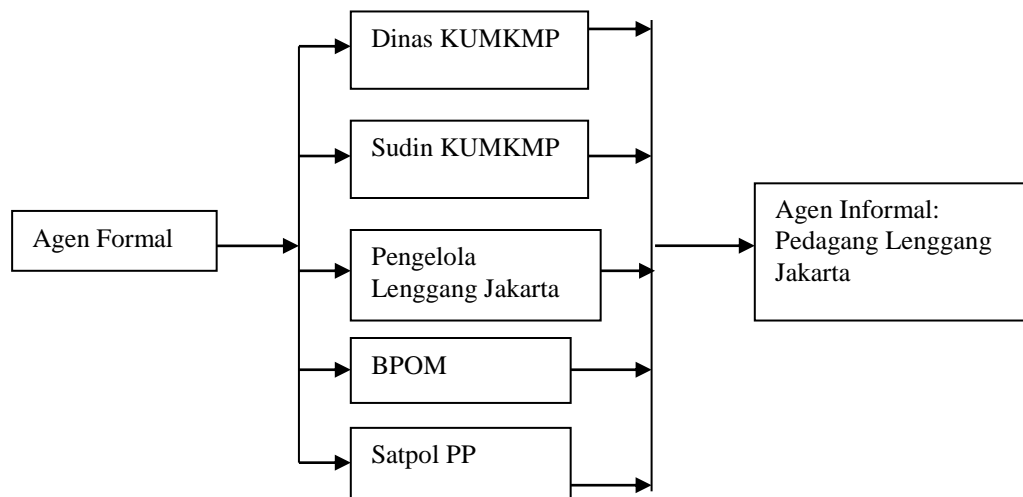 Agen Formal
Dinas KUMKMP
Sudin KUMKMP
Pengelola
Lenggang Jakarta
BPOM
Satpol PP
Agen Informal:
Pedagang Lenggang
Jakarta